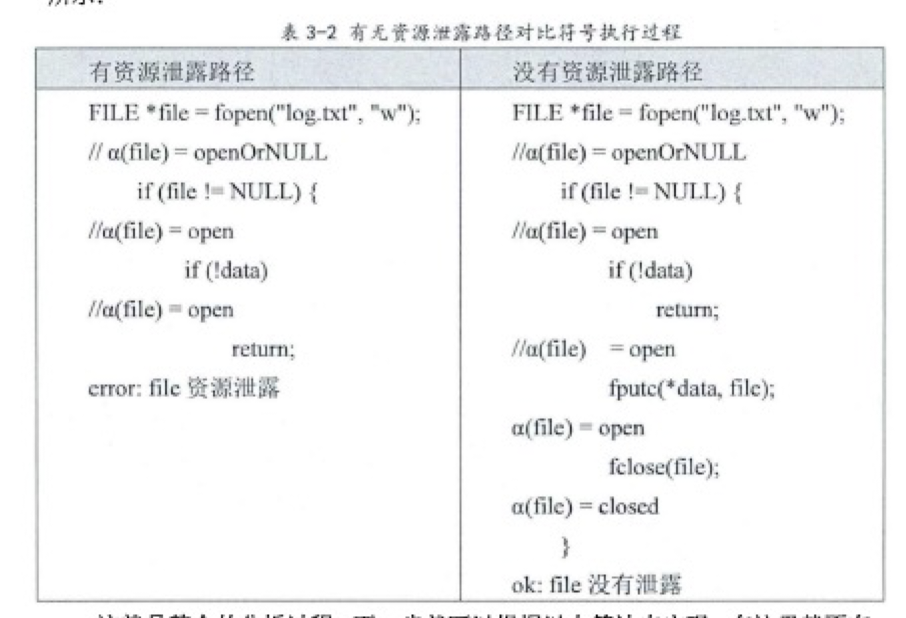 表 3-2 有无资源泄露路径对比符号执行过程
有资源泄露路径
FILE *file = fopen("log.txt", "w");
// α(file) = openOrNULL
if (file != NULL) {
//α(file) = open
if (!data)
//α(file) = open
return;
error: file 资源泄露
没有资源泄露路径
FILE *file = fopen("log.txt", "w");
//α(file) = openOrNULL
if (file != NULL) {
//α(file) = open
if (!data)
return;
//α(file) = open
fputc(*data, file);
α(file) = open
fclose(file);
α(file) = closed
}
ok: file 没有泄露